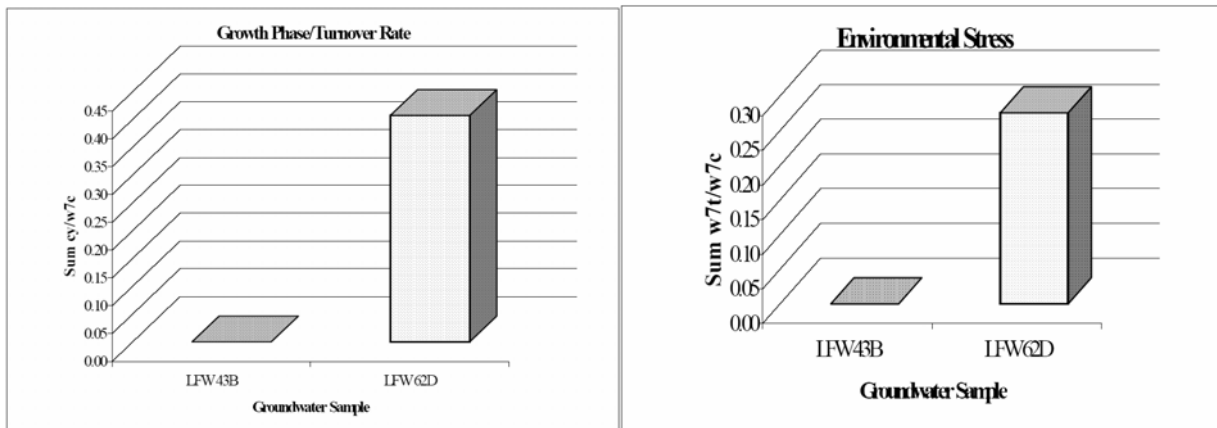 Growth Phase/Turnover Rate
Sum cy/w7c
0.45
0.40
0.35
0.30
0.25
0.20
0.15
0.10
0.05
0.00
LFW43B LFW62D
Groundwater Sample
Environmental Stress
Sum w7t/w7c
0.30
0.25
0.20
0.15
0.10
0.05
0.00
LFW43B LFW62D
Groundwater Sample